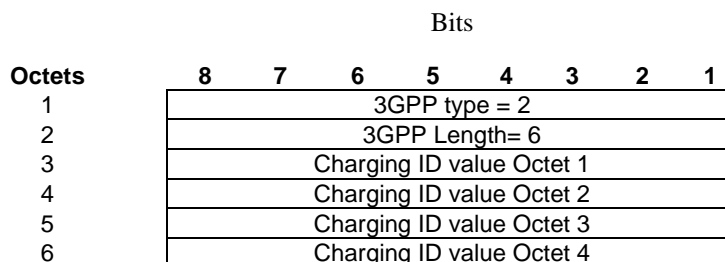 Bits
Octets 8 7 6 5 4 3 2 1
1 3GPP type = 2
2 3GPP Length= 6
3 Charging ID value Octet 1
4 Charging ID value Octet 2
5 Charging ID value Octet 3
6 Charging ID value Octet 4